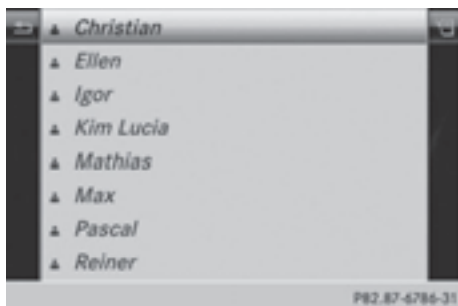 Christian
Ellen
Igor
Kim Lucia
Mathias
Max
Pascal
Reiner
P82.87-6786-31